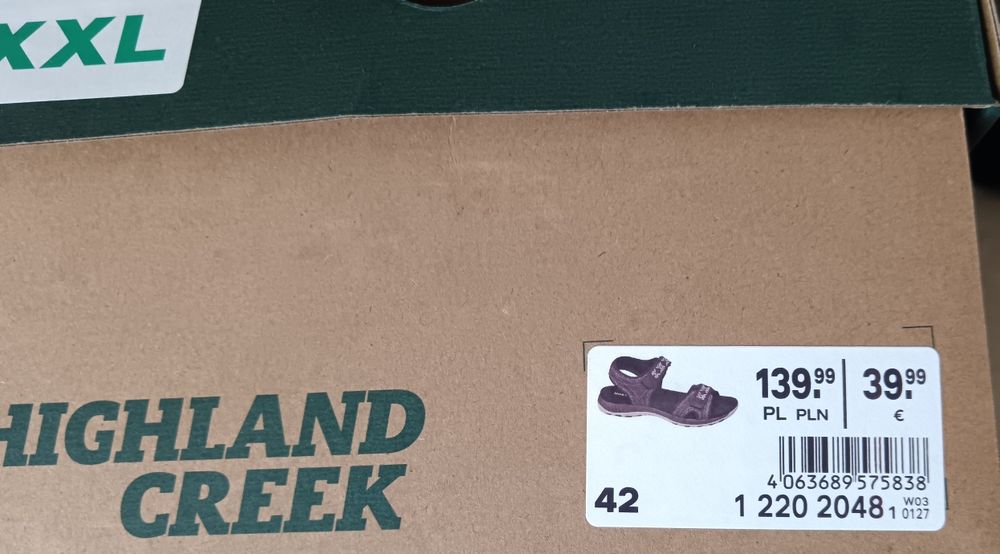 XXL
HIGHLAND
CREEK
139.99 39.99
PL PLN €
4 063689 575838
42 1 220 2048 1 W03
0127